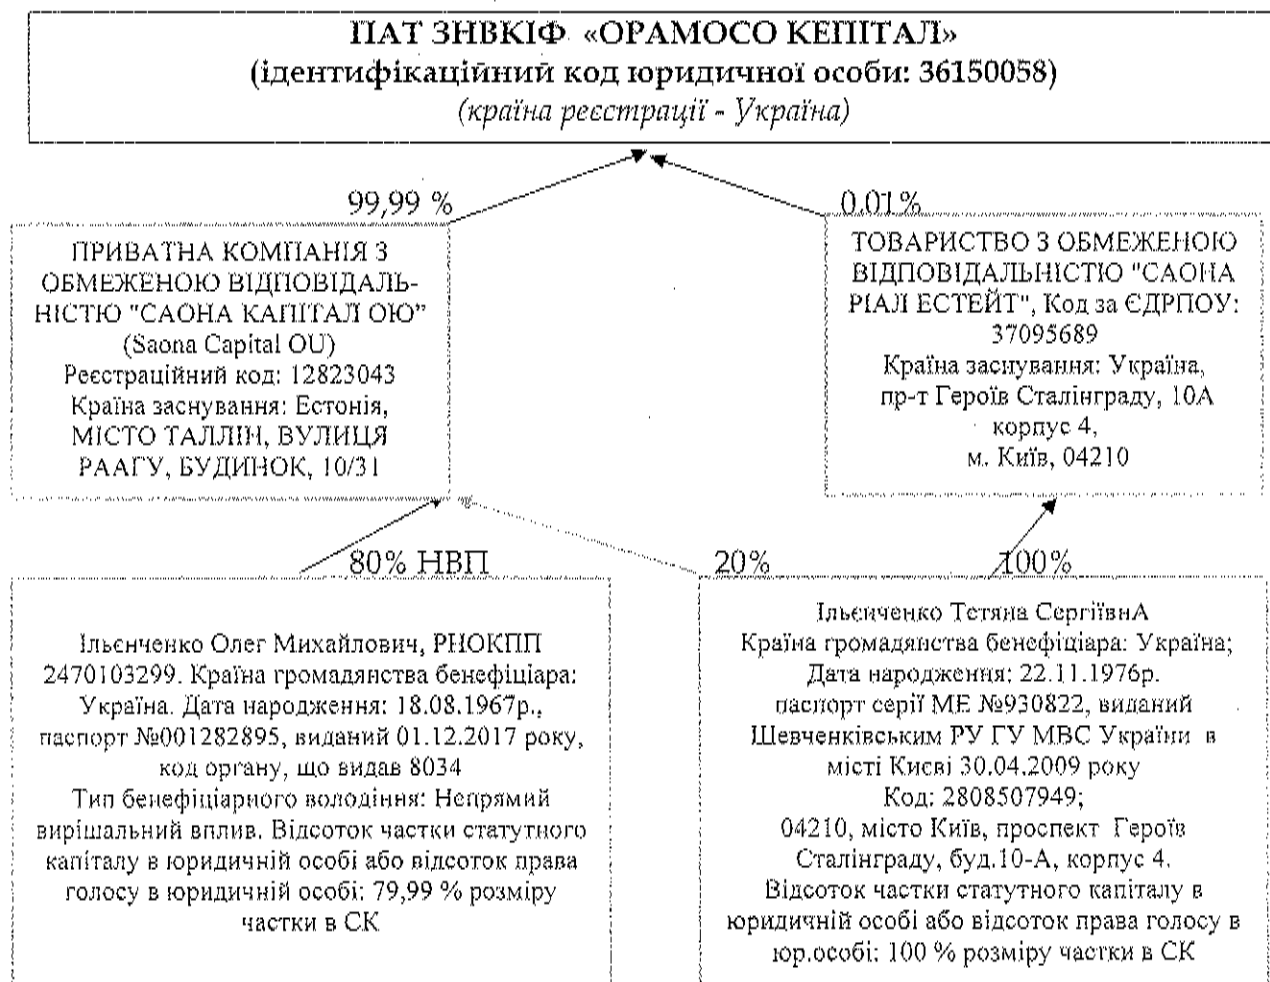 ПАТ ЗНВКІФ «ОРАМОСО КЕПІТАЛ»
(ідентифікаційний код юридичної особи: 36150058)
(країна реєстрації - Україна)
99,99 %
0,01%
ПРИВАТНА КОМПАНІЯ З
ОБМЕЖЕНОЮ ВІДПОВІДАЛЬ-
НІСТЮ "САОНА КАПІТАЛ ОЮ"
(Saona Capital OU)
Реєстраційний код: 12823043
Країна заснування: Естонія,
МІСТО ТАЛЛІН, ВУЛИЦЯ
РААГУ, БУДИНОК, 10/31
ТОВАРИСТВО З ОБМЕЖЕНОЮ
ВІДПОВІДАЛЬНІСТЮ "САОНА
РІАЛ ЕСТЕЙТ", Код за ЄДРПОУ:
37095689
Країна заснування: Україна,
пр-т Героїв Сталінграду, 10А
корпус 4,
м. Київ, 04210
80% НВП
20%
100%
Ільєнченко Олег Михайлович, РНОКПП
2470103299. Країна громадянства бенефіціара:
Україна. Дата народження: 18.08.1967р.,
паспорт №001282895, виданий 01.12.2017 року,
код органу, що видав 8034
Тип бенефіціарного володіння: Непрямий
вирішальний вплив. Відсоток частки статутного
капіталу в юридичній особі або відсоток права
голосу в юридичній особі: 79,99 % розміру
частки в СК
Ільєнченко Тетяна СергіївнА
Країна громадянства бенефіціара: Україна;
Дата народження: 22.11.1976р.
паспорт серії МЕ №930822, виданий
Шевченківським РУ ГУ МВС України в
місті Києві 30.04.2009 року
Код: 2808507949;
04210, місто Київ, проспект Героїв
Сталінграду, буд.10-А, корпус 4.
Відсоток частки статутного капіталу в
юридичній особі або відсоток права голосу в
юр.особі: 100 % розміру частки в СК